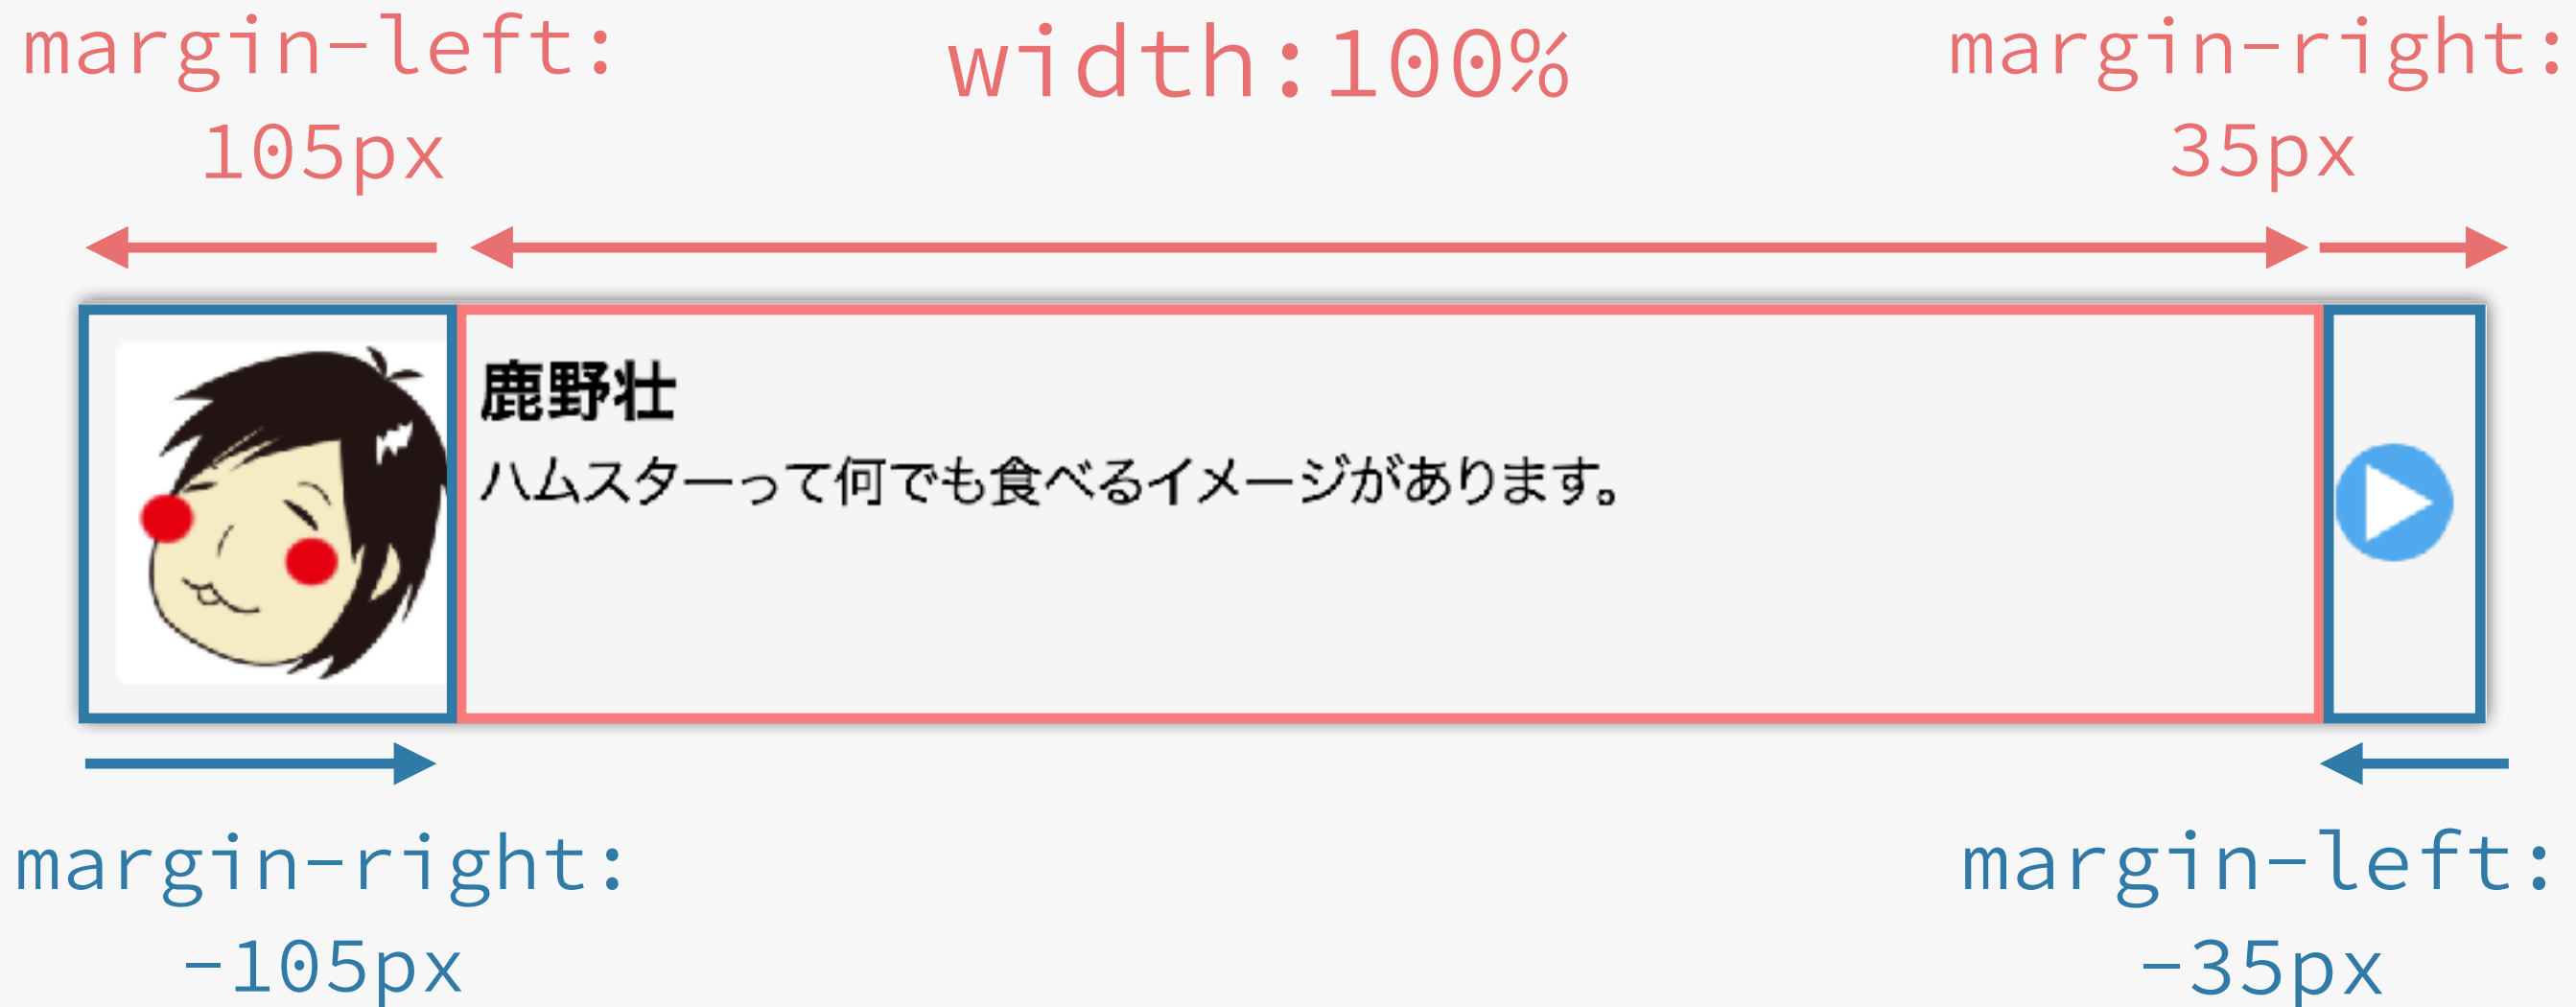 margin-left:
105px
width:100%
margin-right:
35px
鹿野壮
ハムスターって何でも食べるイメージがあります。
margin-right:
-105px
margin-left:
-35px